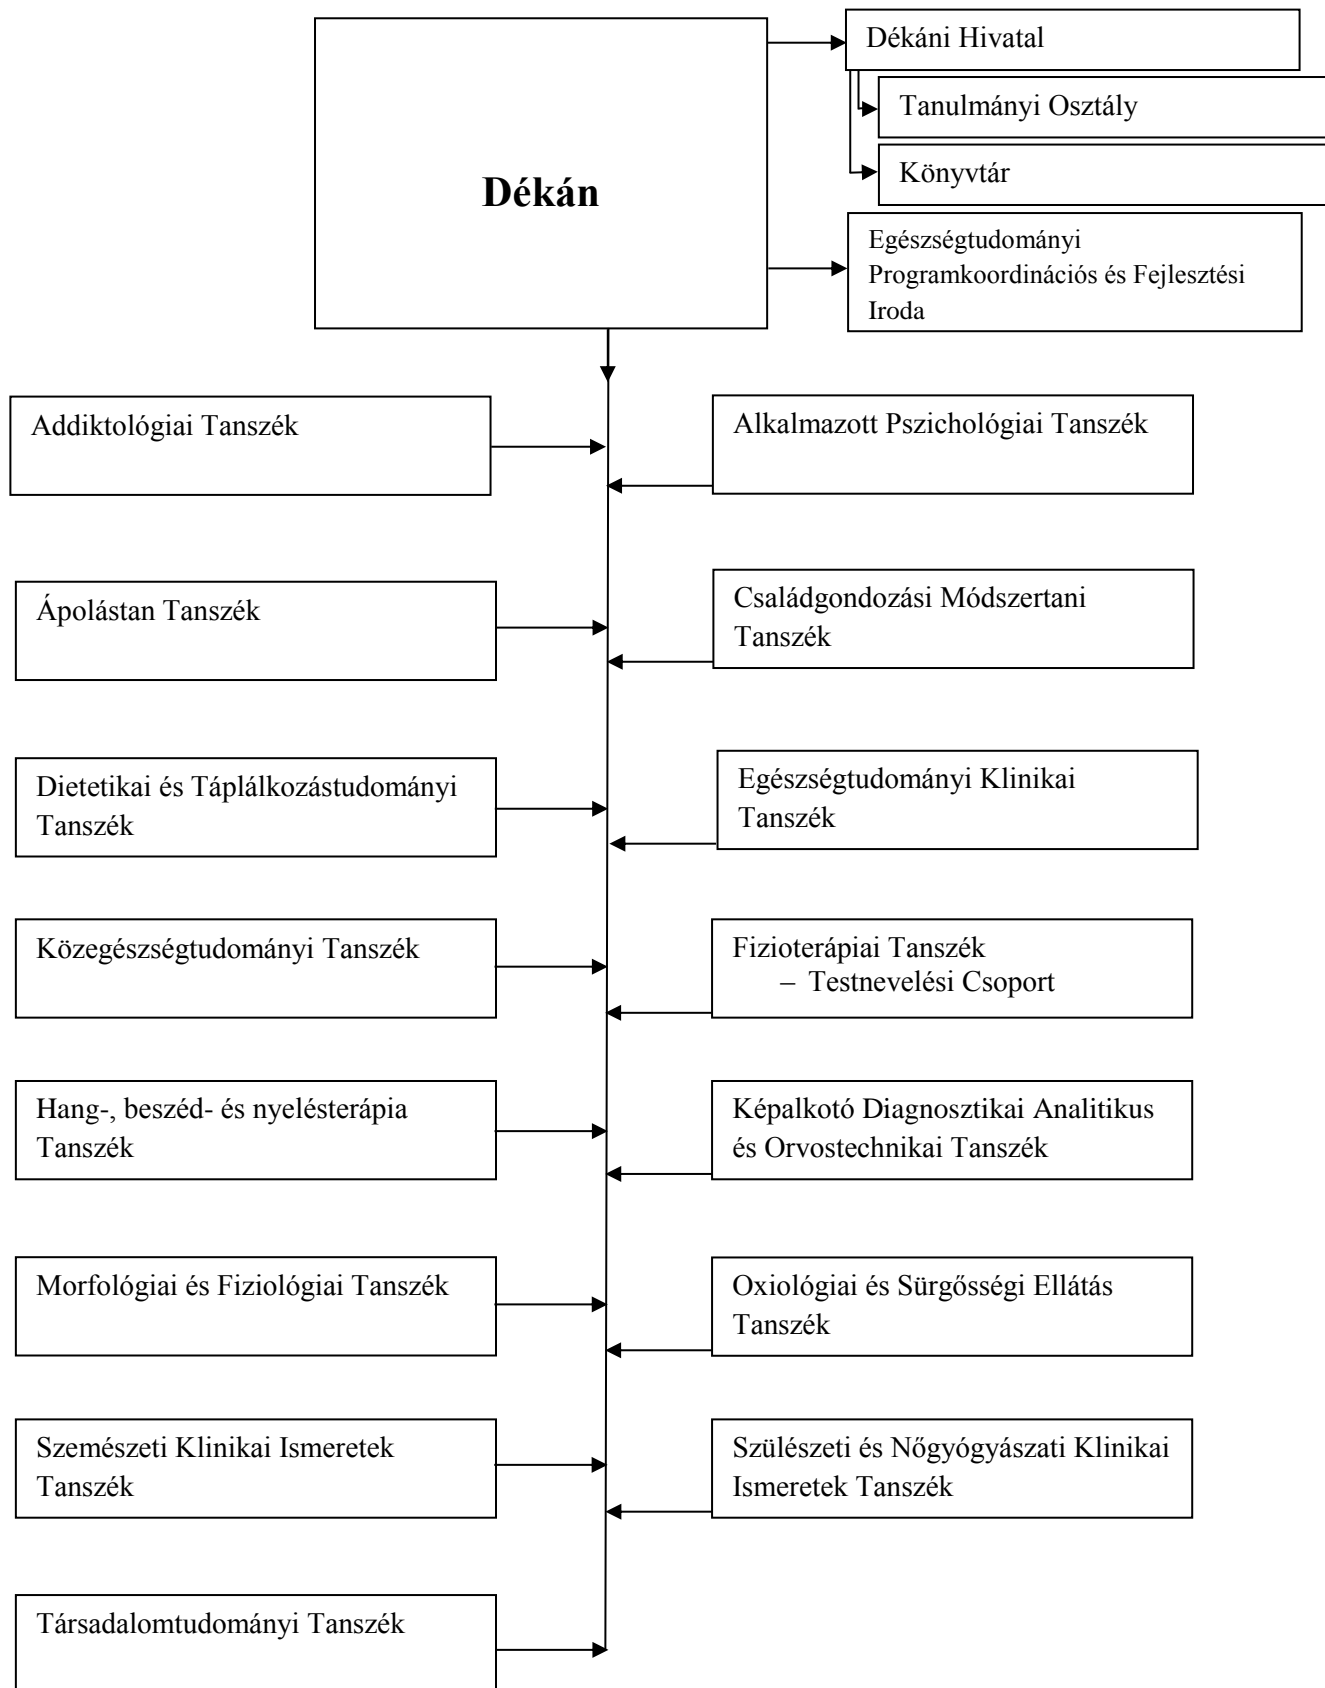 Dékán
Dékáni Hivatal
Tanulmányi Osztály
Könyvtár
Egészségtudományi
Programkoordinációs és Fejlesztési
Iroda
Addiktológiai Tanszék
Alkalmazott Pszichológiai Tanszék
Ápolástan Tanszék
Családgondozási Módszertani
Tanszék
Dietetikai és Táplálkozástudományi
Tanszék
Egészségtudományi Klinikai
Tanszék
Közegészségtudományi Tanszék
Fizioterápiai Tanszék
– Testnevelési Csoport
Hang-, beszéd- és nyelésterápia
Tanszék
Képalkotó Diagnosztikai Analitikus
és Orvostechnikai Tanszék
Morfológiai és Fiziológiai Tanszék
Oxiológiai és Sürgősségi Ellátás
Tanszék
Szemészeti Klinikai Ismeretek
Tanszék
Szülészeti és Nőgyógyászati Klinikai
Ismeretek Tanszék
Társadalomtudományi Tanszék